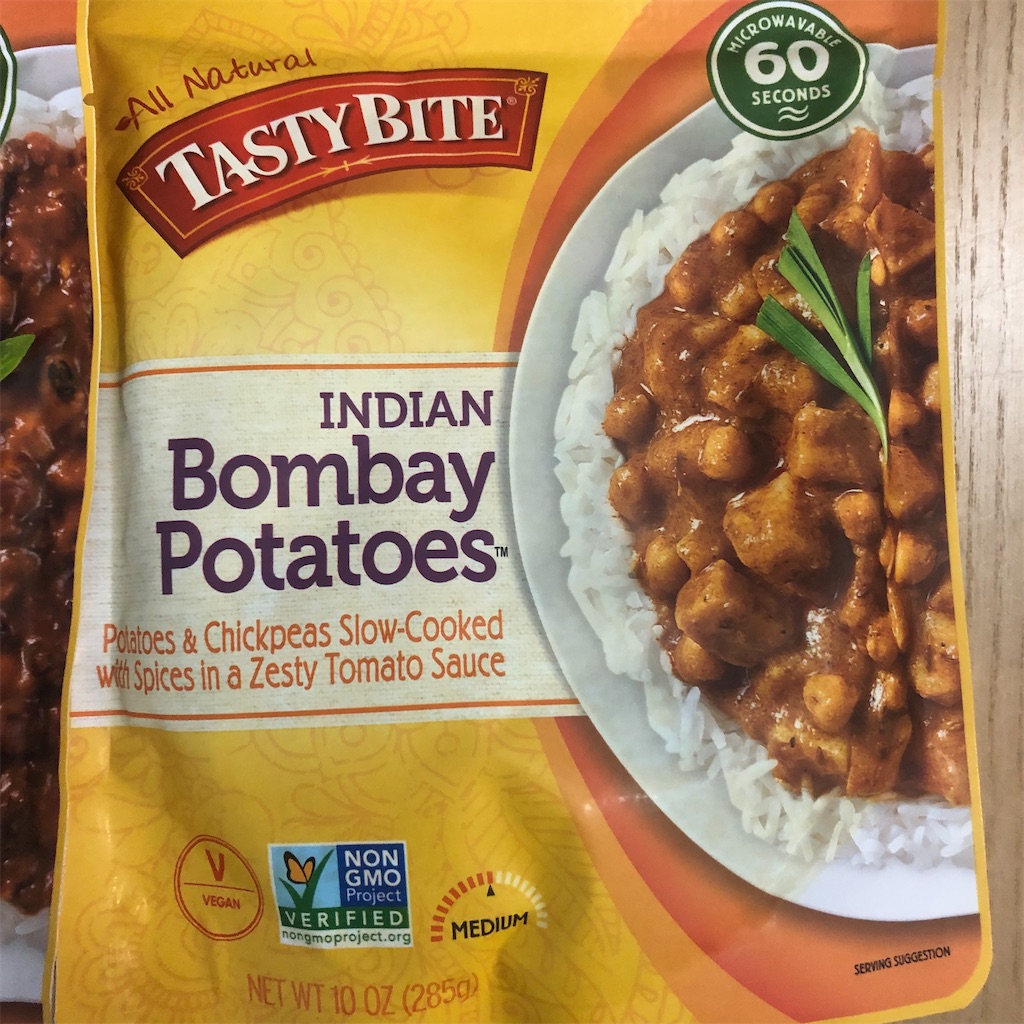 All Natural
TASTY BITE®
MICROWAVABLE
60
SECONDS
INDIAN
Bombay
Potatoes™
Potatoes & Chickpeas Slow-Cooked
with Spices in a Zesty Tomato Sauce
V
VEGAN
NON
GMO
Project
VERIFIED
nongmoproject.org
MEDIUM
SERVING SUGGESTION
NET WT 10 OZ (285g)